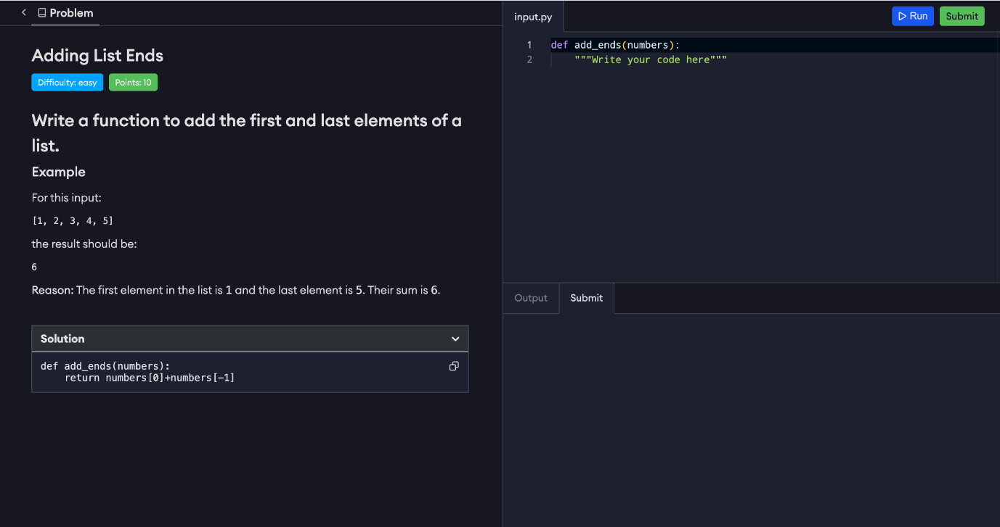 Problem
Adding List Ends
Difficulty: easy
Points: 10
Write a function to add the first and last elements of a
list.
Example
For this input:
[1, 2, 3, 4, 5]
the result should be:
6
Reason: The first element in the list is 1 and the last element is 5. Their sum is 6.
Solution
def add_ends(numbers):
    return numbers[0]+numbers[-1]
input.py
Run
Submit
1 def add_ends(numbers):
2     """Write your code here"""
Output
Submit